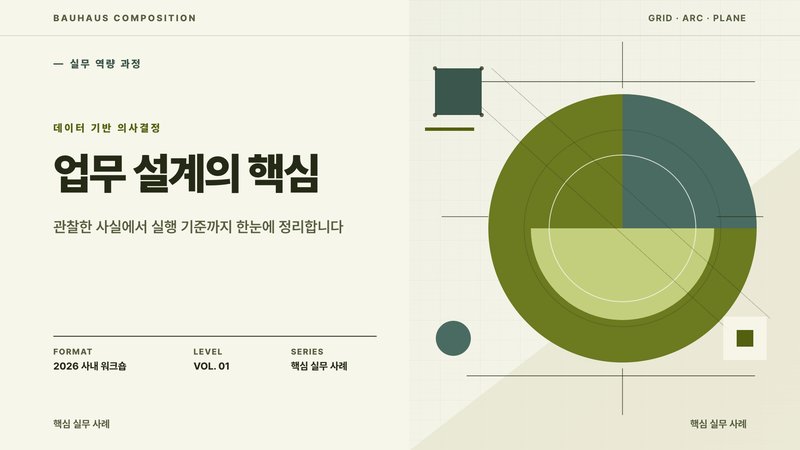 BAUHAUS COMPOSITION
GRID · ARC · PLANE
— 실무 역량 과정
데이터 기반 의사결정
업무 설계의 핵심
관찰한 사실에서 실행 기준까지 한눈에 정리합니다
FORMAT
2026 사내 워크숍
LEVEL
VOL. 01
SERIES
핵심 실무 사례
핵심 실무 사례
핵심 실무 사례